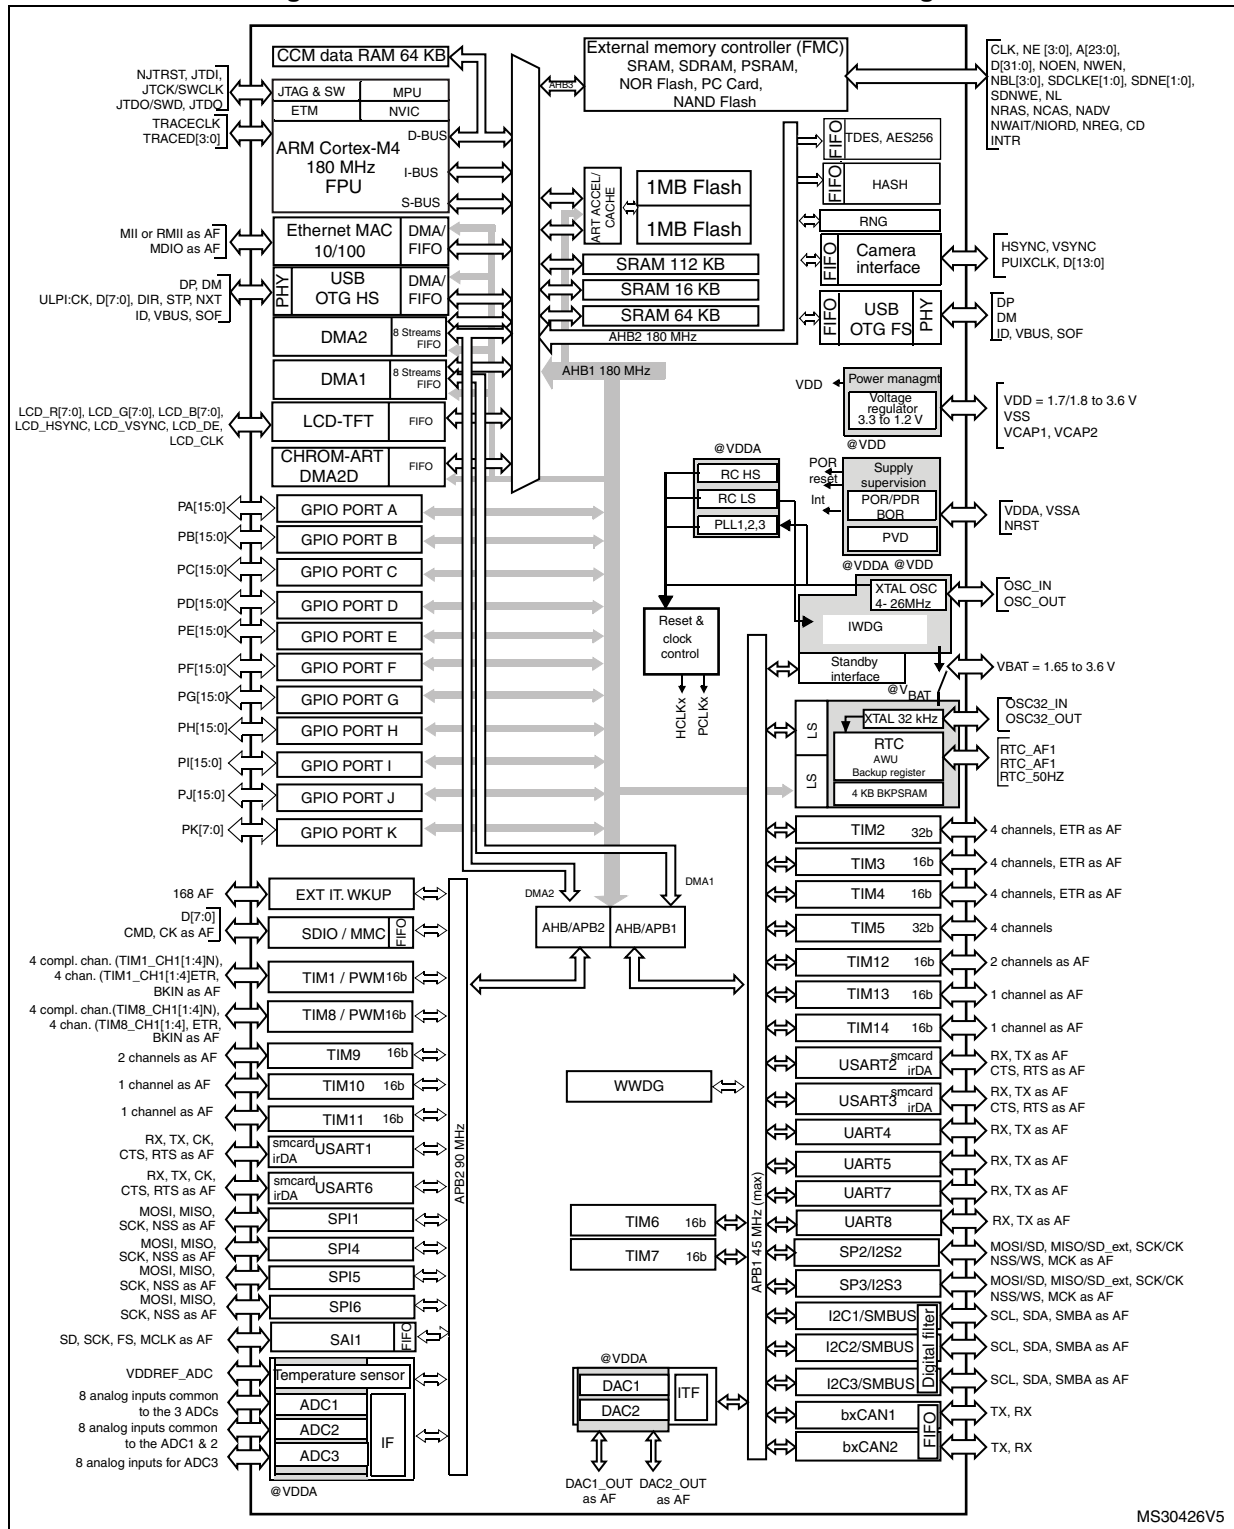 CCM data RAM 64 KB
External memory controller (FMC)
SRAM, SDRAM, PSRAM,
NOR Flash, PC Card,
NAND Flash
AHB3
CLK, NE [3:0], A[23:0],
D[31:0], NOEN, NWEN,
NBL[3:0], SDCLKE[1:0], SDNE[1:0],
SDNWE, NL
NRAS, NCAS, NADV
NWAIT/NIORD, NREG, CD
INTR
NJTRST, JTDI,
JTCK/SWCLK
JTDO/SWD, JTDO
TRACECLK
TRACED[3:0]
JTAG & SW
MPU
ETM
NVIC
ARM Cortex-M4
180 MHz
FPU
D-BUS
I-BUS
S-BUS
ART ACCEL/
CACHE
1MB Flash
1MB Flash
FIFO
TDES, AES256
FIFO
HASH
RNG
FIFO
Camera
interface
HSYNC, VSYNC
PUIXCLK, D[13:0]
FIFO
USB
OTG FS
PHY
DP
DM
ID, VBUS, SOF
MII or RMII as AF
MDIO as AF
Ethernet MAC
10/100
DMA/
FIFO
DP, DM
ULPI:CK, D[7:0], DIR, STP, NXT
ID, VBUS, SOF
PHY
USB
OTG HS
DMA/
FIFO
SRAM 112 KB
SRAM 16 KB
SRAM 64 KB
AHB2 180 MHz
DMA2
8 Streams
FIFO
DMA1
8 Streams
FIFO
AHB1 180 MHz
LCD_R[7:0], LCD_G[7:0], LCD_B[7:0],
LCD_HSYNC, LCD_VSYNC, LCD_DE,
LCD_CLK
LCD-TFT
FIFO
CHROM-ART
DMA2D
FIFO
VDD
Power managmt
Voltage
regulator
3.3 to 1.2 V
@VDD
VDD = 1.7/1.8 to 3.6 V
VSS
VCAP1, VCAP2
@VDDA
RC HS
RC LS
PLL1,2,3
POR
reset
Int
Supply
supervision
POR/PDR
BOR
PVD
VDDA, VSSA
NRST
@VDDA @VDD
XTAL OSC
4- 26MHz
OSC_IN
OSC_OUT
IWDG
Reset &
clock
control
HCLKx
PCLKx
Standby
interface
VBAT = 1.65 to 3.6 V
@VBAT
LS
LS
XTAL 32 kHz
OSC32_IN
OSC32_OUT
RTC
AWU
Backup register
4 KB BKPSRAM
RTC_AF1
RTC_AF1
RTC_50HZ
PA[15:0]
GPIO PORT A
PB[15:0]
GPIO PORT B
PC[15:0]
GPIO PORT C
PD[15:0]
GPIO PORT D
PE[15:0]
GPIO PORT E
PF[15:0]
GPIO PORT F
PG[15:0]
GPIO PORT G
PH[15:0]
GPIO PORT H
PI[15:0]
GPIO PORT I
PJ[15:0]
GPIO PORT J
PK[7:0]
GPIO PORT K
DMA2
DMA1
AHB/APB2
AHB/APB1
168 AF
EXT IT. WKUP
D[7:0]
CMD, CK as AF
SDIO / MMC
FIFO
4 compl. chan. (TIM1_CH1[1:4]N),
4 chan. (TIM1_CH1[1:4]ETR,
BKIN as AF
TIM1 / PWM 16b
4 compl. chan.(TIM8_CH1[1:4]N),
4 chan. (TIM8_CH1[1:4], ETR,
BKIN as AF
TIM8 / PWM 16b
2 channels as AF
TIM9 16b
1 channel as AF
TIM10 16b
1 channel as AF
TIM11 16b
RX, TX, CK,
CTS, RTS as AF
smcard
irDA
USART1
RX, TX, CK,
CTS, RTS as AF
smcard
irDA
USART6
MOSI, MISO,
SCK, NSS as AF
SPI1
MOSI, MISO,
SCK, NSS as AF
SPI4
MOSI, MISO,
SCK, NSS as AF
SPI5
MOSI, MISO,
SCK, NSS as AF
SPI6
SD, SCK, FS, MCLK as AF
SAI1
FIFO
VDDREF_ADC
Temperature sensor
8 analog inputs common
to the 3 ADCs
8 analog inputs common
to the ADC1 & 2
8 analog inputs for ADC3
ADC1
ADC2
ADC3
IF
@VDDA
APB2 90 MHz
WWDG
TIM6 16b
TIM7 16b
@VDDA
DAC1
DAC2
ITF
DAC1_OUT
as AF
DAC2_OUT
as AF
APB1 45 MHz (max)
TIM2 32b
4 channels, ETR as AF
TIM3 16b
4 channels, ETR as AF
TIM4 16b
4 channels, ETR as AF
TIM5 32b
4 channels
TIM12 16b
2 channels as AF
TIM13 16b
1 channel as AF
TIM14 16b
1 channel as AF
USART2
smcard
irDA
RX, TX as AF
CTS, RTS as AF
USART3
smcard
irDA
RX, TX as AF
CTS, RTS as AF
UART4
RX, TX as AF
UART5
RX, TX as AF
UART7
RX, TX as AF
UART8
RX, TX as AF
SP2/I2S2
MOSI/SD, MISO/SD_ext, SCK/CK
NSS/WS, MCK as AF
SP3/I2S3
MOSI/SD, MISO/SD_ext, SCK/CK
NSS/WS, MCK as AF
I2C1/SMBUS
SCL, SDA, SMBA as AF
I2C2/SMBUS
SCL, SDA, SMBA as AF
I2C3/SMBUS
SCL, SDA, SMBA as AF
Digital filter
bxCAN1
TX, RX
bxCAN2
TX, RX
FIFO
MS30426V5